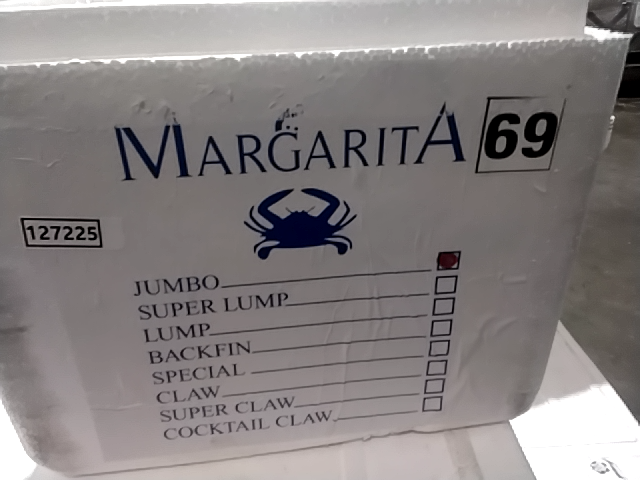 MARGARITA 69
127225
JUMBO
SUPER LUMP
LUMP
BACKFIN
SPECIAL
CLAW
SUPER CLAW
COCKTAIL CLAW